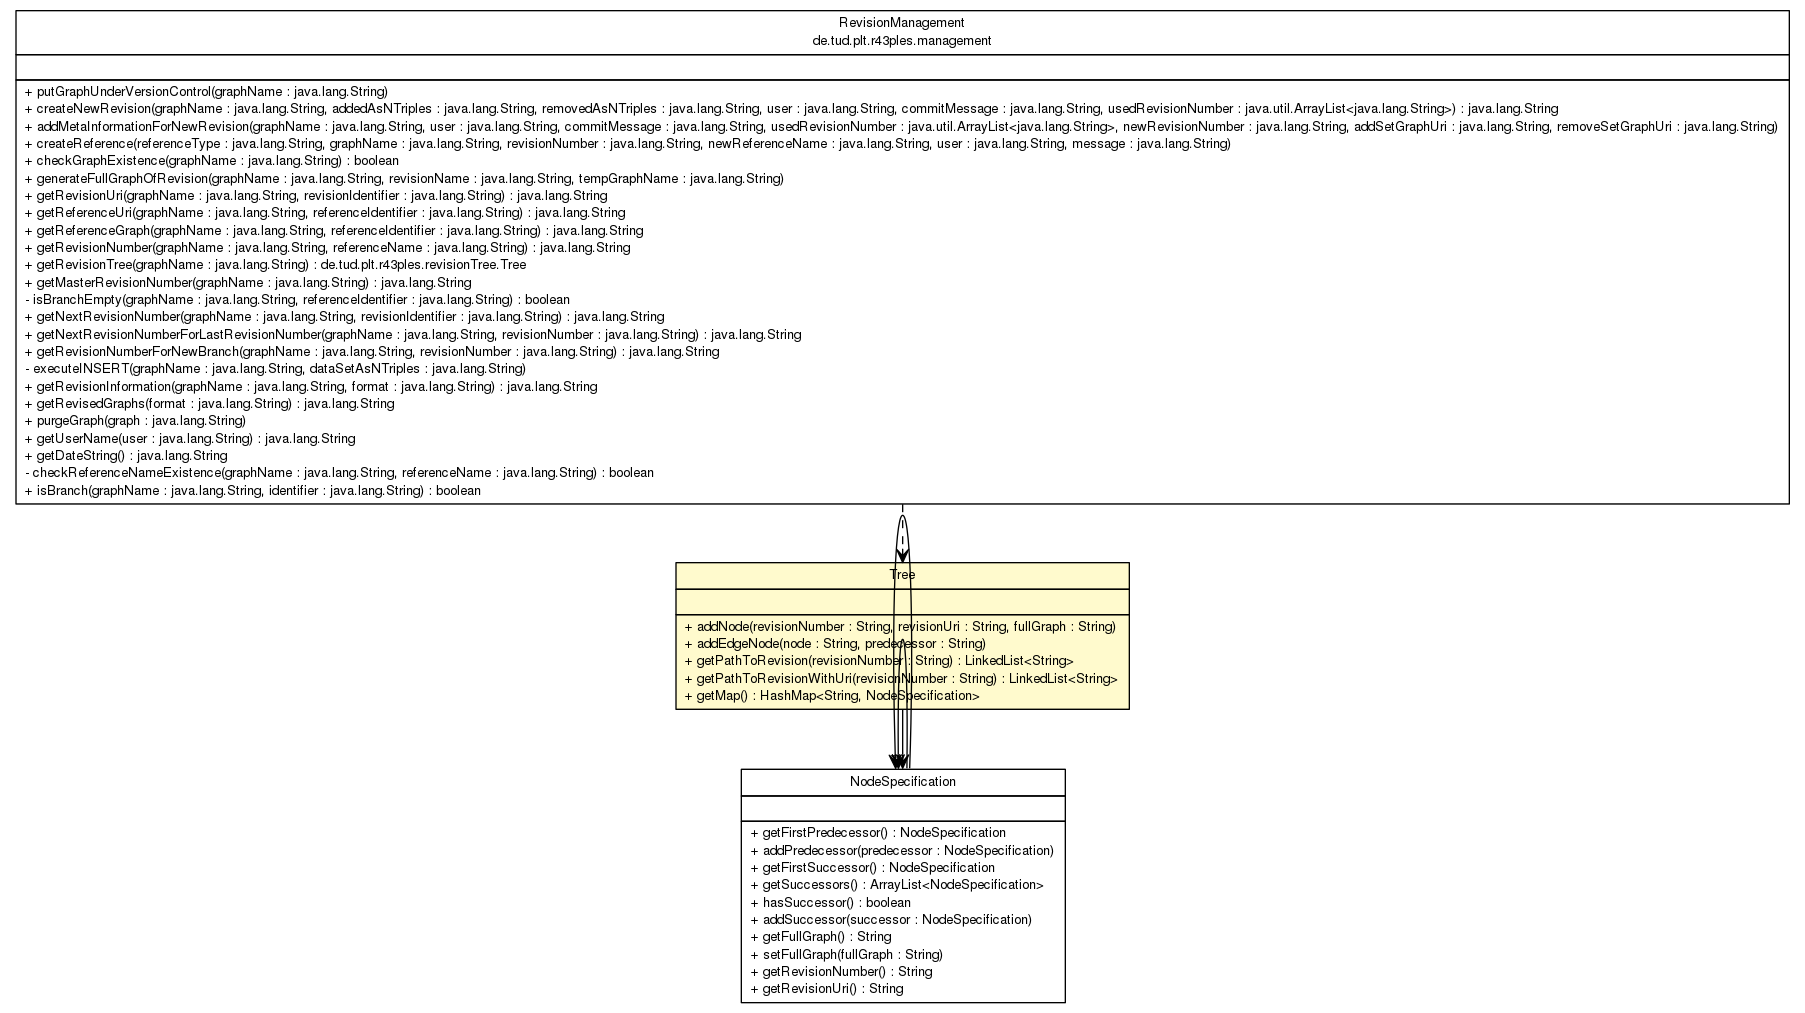 RevisionManagement
de.tud.plt.r43ples.management
+ putGraphUnderVersionControl(graphName : java.lang.String)
+ createNewRevision(graphName : java.lang.String, addedAsNTriples : java.lang.String, removedAsNTriples : java.lang.String, user : java.lang.String, commitMessage : java.lang.String, usedRevisionNumber : java.util.ArrayList<java.lang.String>) : java.lang.String
+ addMetaInformationForNewRevision(graphName : java.lang.String, user : java.lang.String, commitMessage : java.lang.String, usedRevisionNumber : java.util.ArrayList<java.lang.String>, newRevisionNumber : java.lang.String, addSetGraphUri : java.lang.String, removeSetGraphUri : java.lang.String)
+ createReference(referenceType : java.lang.String, graphName : java.lang.String, revisionNumber : java.lang.String, newReferenceName : java.lang.String, user : java.lang.String, message : java.lang.String)
+ checkGraphExistence(graphName : java.lang.String) : boolean
+ generateFullGraphOfRevision(graphName : java.lang.String, revisionName : java.lang.String, tempGraphName : java.lang.String)
+ getRevisionUri(graphName : java.lang.String, revisionIdentifier : java.lang.String) : java.lang.String
+ getReferenceUri(graphName : java.lang.String, referenceIdentifier : java.lang.String) : java.lang.String
+ getReferenceGraph(graphName : java.lang.String, referenceIdentifier : java.lang.String) : java.lang.String
+ getRevisionNumber(graphName : java.lang.String, referenceName : java.lang.String) : java.lang.String
+ getRevisionTree(graphName : java.lang.String) : de.tud.plt.r43ples.revisionTree.Tree
+ getMasterRevisionNumber(graphName : java.lang.String) : java.lang.String
- isBranchEmpty(graphName : java.lang.String, referenceIdentifier : java.lang.String) : boolean
+ getNextRevisionNumber(graphName : java.lang.String, revisionIdentifier : java.lang.String) : java.lang.String
+ getNextRevisionNumberForLastRevisionNumber(graphName : java.lang.String, revisionNumber : java.lang.String) : java.lang.String
+ getRevisionNumberForNewBranch(graphName : java.lang.String, revisionNumber : java.lang.String) : java.lang.String
- executeINSERT(graphName : java.lang.String, dataSetAsNTriples : java.lang.String)
+ getRevisionInformation(graphName : java.lang.String, format : java.lang.String) : java.lang.String
+ getRevisedGraphs(format : java.lang.String) : java.lang.String
+ purgeGraph(graph : java.lang.String)
+ getUserName(user : java.lang.String) : java.lang.String
+ getDateString() : java.lang.String
- checkReferenceNameExistence(graphName : java.lang.String, referenceName : java.lang.String) : boolean
+ isBranch(graphName : java.lang.String, identifier : java.lang.String) : boolean
Tree
+ addNode(revisionNumber : String, revisionUri : String, fullGraph : String)
+ addEdgeNode(node : String, predecessor : String)
+ getPathToRevision(revisionNumber : String) : LinkedList<String>
+ getPathToRevisionWithUri(revisionNumber : String) : LinkedList<String>
+ getMap() : HashMap<String, NodeSpecification>
NodeSpecification
+ getFirstPredecessor() : NodeSpecification
+ addPredecessor(predecessor : NodeSpecification)
+ getFirstSuccessor() : NodeSpecification
+ getSuccessors() : ArrayList<NodeSpecification>
+ hasSuccessor() : boolean
+ addSuccessor(successor : NodeSpecification)
+ getFullGraph() : String
+ setFullGraph(fullGraph : String)
+ getRevisionNumber() : String
+ getRevisionUri() : String